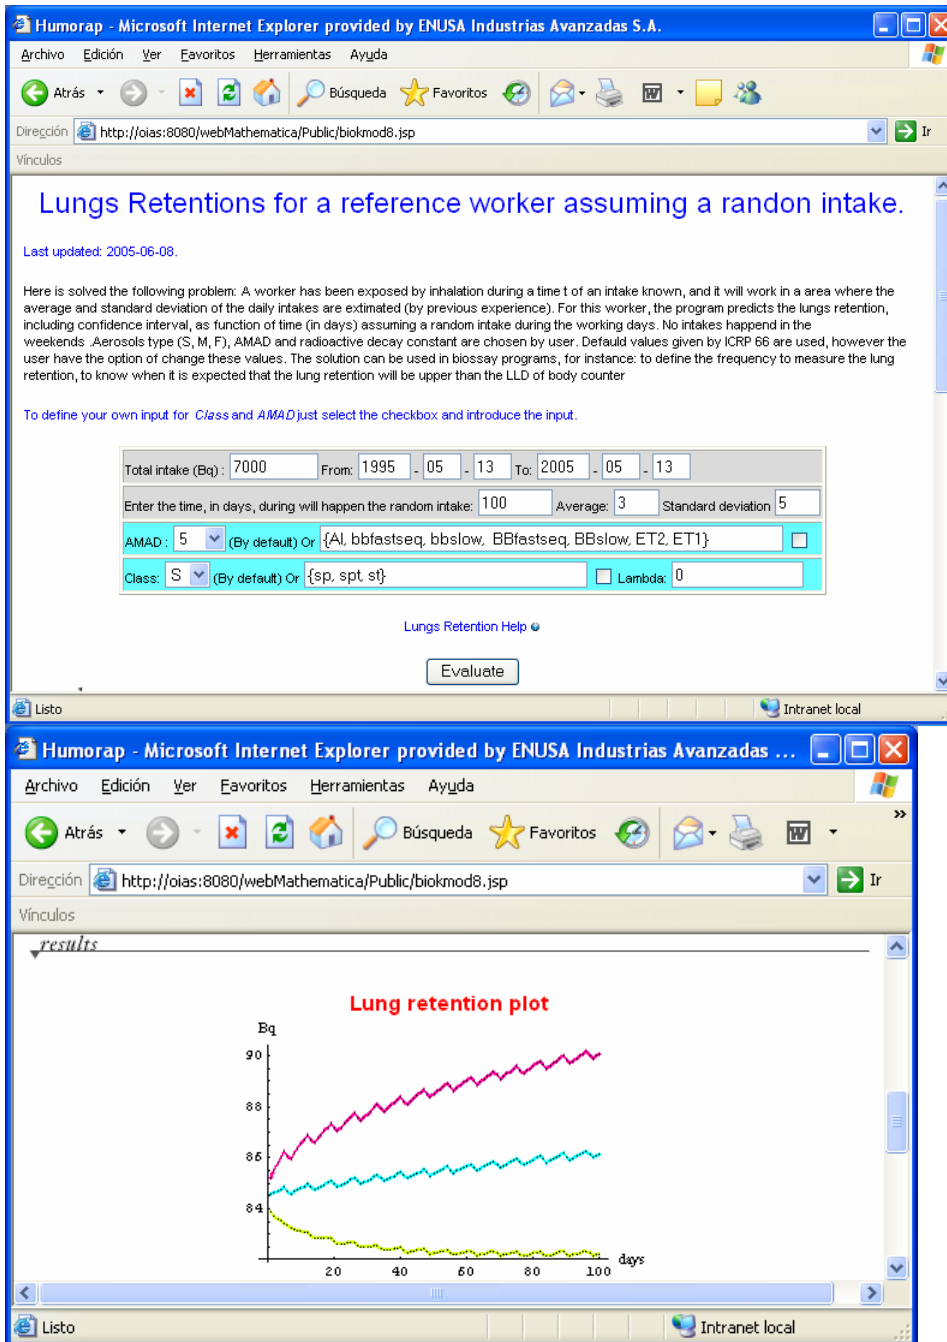 Humorap - Microsoft Internet Explorer provided by ENUSA Industrias Avanzadas S.A.
Archivo Edición Ver Favoritos Herramientas Ayuda
Atrás Búsqueda Favoritos
Dirección http://oias:8080/webMathematica/Public/biokmod8.jsp Ir
Vínculos
Lungs Retentions for a reference worker assuming a randon intake.
Last updated: 2005-06-08.
Here is solved the following problem: A worker has been exposed by inhalation during a time t of an intake known, and it will work in a area where the
average and standard deviation of the daily intakes are extimated (by previous experience). For this worker, the program predicts the lungs retention,
including confidence interval, as function of time (in days) assuming a random intake during the working days. No intakes happend in the
weekends .Aerosols type (S, M, F), AMAD and radioactive decay constant are chosen by user. Defauld values given by ICRP 66 are used, however the
user have the option of change these values. The solution can be used in biossay programs, for instance: to define the frequency to measure the lung
retention, to know when it is expected that the lung retention will be upper than the LLD of body counter
To define your own input for Class and AMAD just select the checkbox and introduce the input.
Total intake (Bq) : 7000 From: 1995 - 05 - 13 To: 2005 - 05 - 13
Enter the time, in days, during will happen the random intake: 100 Average: 3 Standard deviation 5
AMAD : 5 (By default) Or {AI, bbfastseq, bbslow, BBfastseq, BBslow, ET2, ET1}
Class: S (By default) Or {sp, spt, st} Lambda: 0
Lungs Retention Help
Evaluate
Listo Intranet local
Humorap - Microsoft Internet Explorer provided by ENUSA Industrias Avanzadas ...
Archivo Edición Ver Favoritos Herramientas Ayuda
Atrás Búsqueda Favoritos »
Dirección http://oias:8080/webMathematica/Public/biokmod8.jsp Ir
Vínculos
results
Lung retention plot
Bq
90
88
86
84
20 40 60 80 100 days
Listo Intranet local